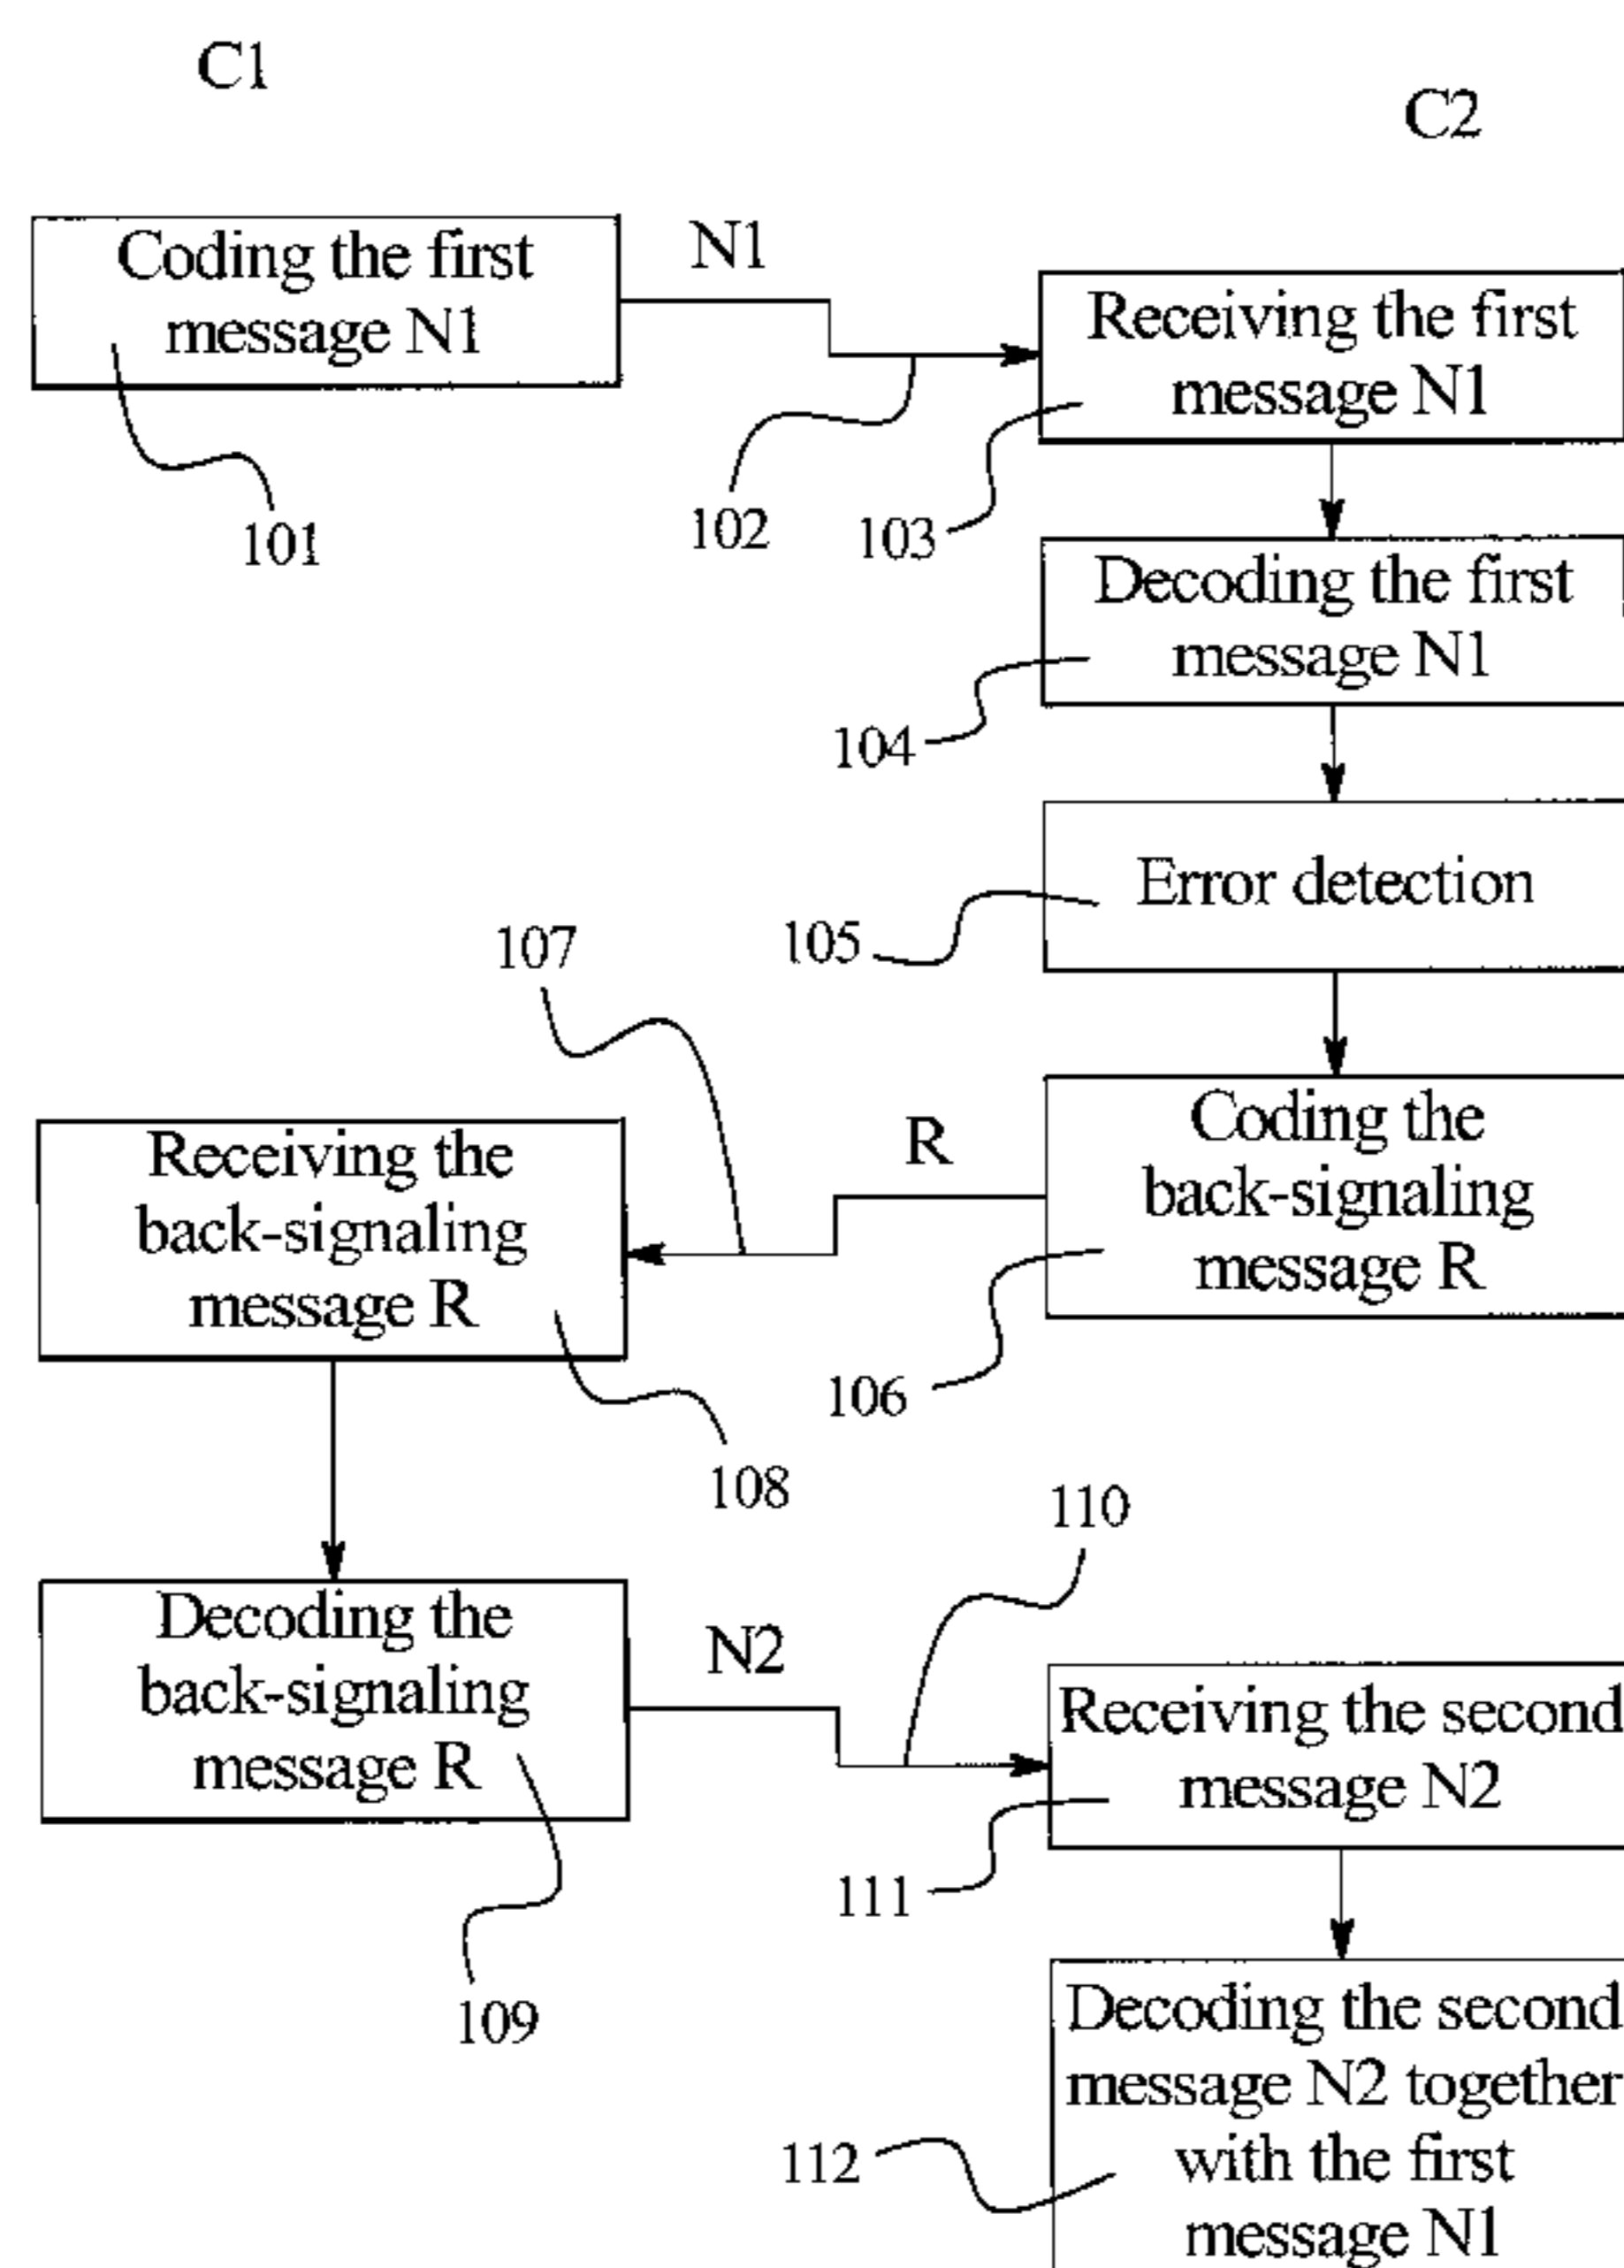 C1
C2
Coding the first
message N1
N1
Receiving the first
message N1
101
102
103
Decoding the first
message N1
104
Error detection
105
107
Coding the
back-signaling
message R
R
Receiving the
back-signaling
message R
106
108
110
Decoding the
back-signaling
message R
N2
Receiving the second
message N2
111
109
Decoding the second
message N2 together
with the first
message N1
112